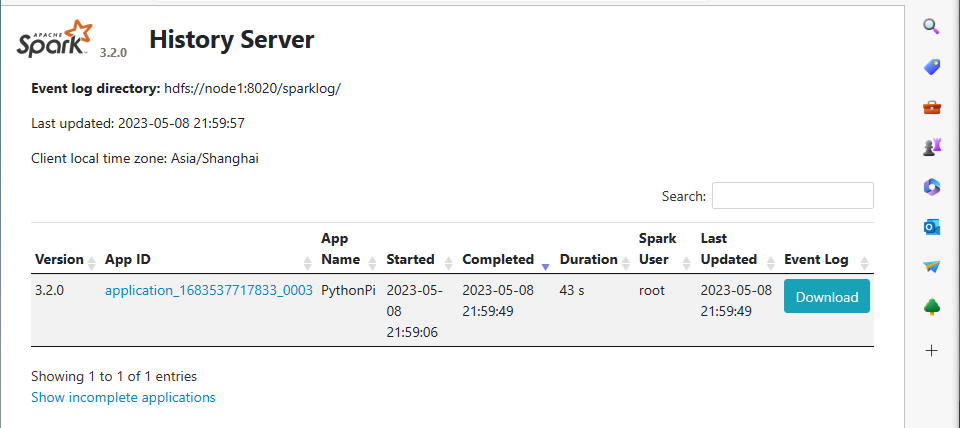 APACHE
Spark 3.2.0 History Server
Event log directory: hdfs://node1:8020/sparklog/
Last updated: 2023-05-08 21:59:57
Client local time zone: Asia/Shanghai
Search:
App Spark Last
Version App ID Name Started Completed Duration User Updated Event Log
3.2.0 application_1683537717833_0003 PythonPi 2023-05- 2023-05-08 43 s root 2023-05-08 Download
08 21:59:49 21:59:49
21:59:06
Showing 1 to 1 of 1 entries
Show incomplete applications